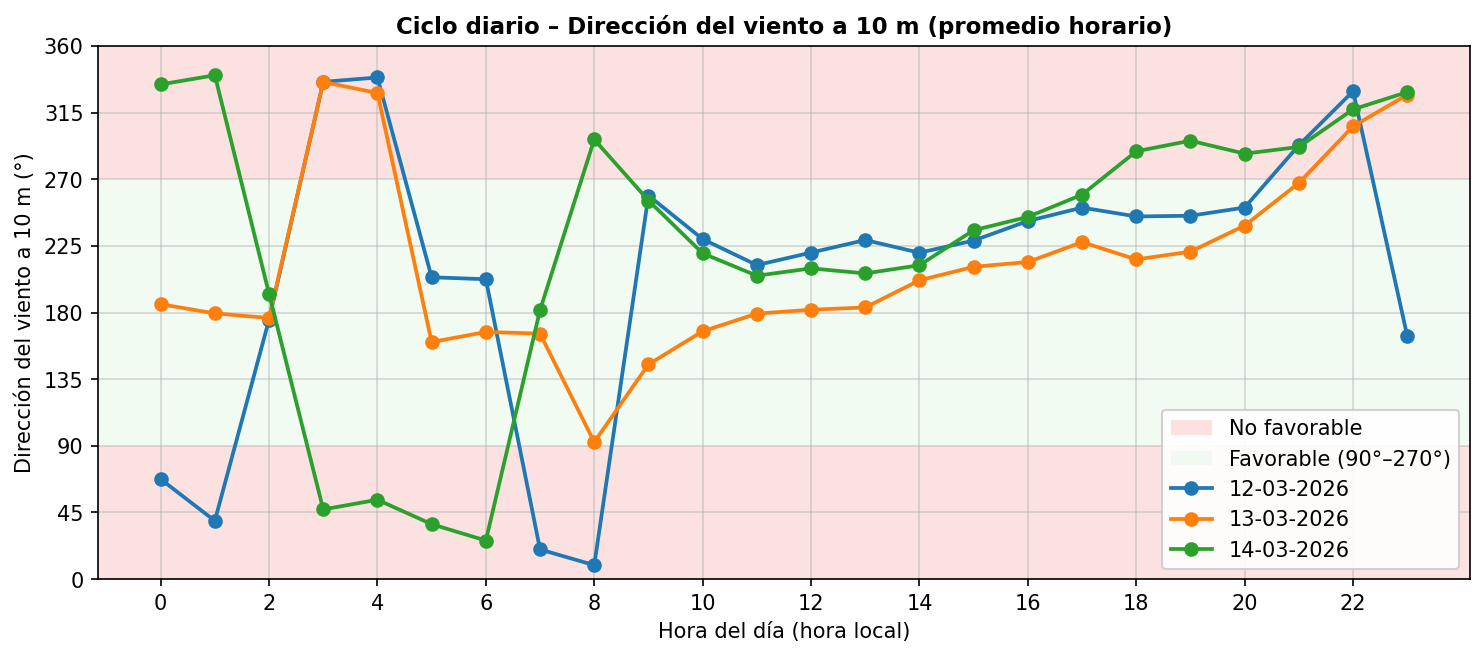 Ciclo diario – Dirección del viento a 10 m (promedio horario)
Dirección del viento a 10 m (°)
360
315
270
225
180
135
90
45
0
0 2 4 6 8 10 12 14 16 18 20 22
Hora del día (hora local)
No favorable
Favorable (90°–270°)
12-03-2026
13-03-2026
14-03-2026